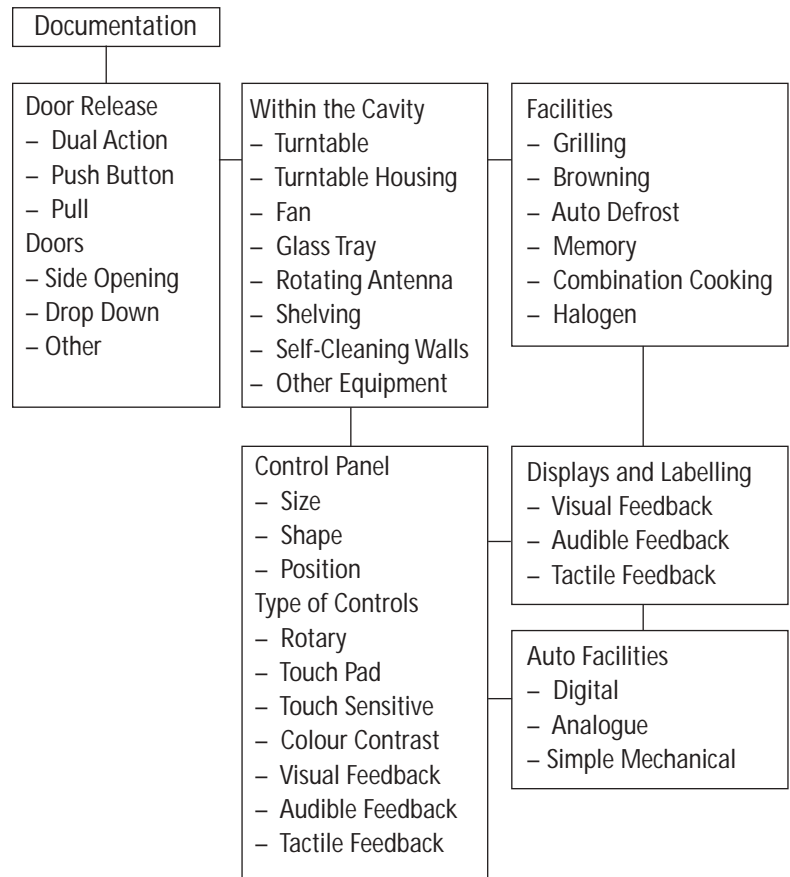 Documentation
Door Release
– Dual Action
– Push Button
– Pull
Doors
– Side Opening
– Drop Down
– Other
Within the Cavity
– Turntable
– Turntable Housing
– Fan
– Glass Tray
– Rotating Antenna
– Shelving
– Self-Cleaning Walls
– Other Equipment
Facilities
– Grilling
– Browning
– Auto Defrost
– Memory
– Combination Cooking
– Halogen
Control Panel
– Size
– Shape
– Position
Type of Controls
– Rotary
– Touch Pad
– Touch Sensitive
– Colour Contrast
– Visual Feedback
– Audible Feedback
– Tactile Feedback
Displays and Labelling
– Visual Feedback
– Audible Feedback
– Tactile Feedback
Auto Facilities
– Digital
– Analogue
– Simple Mechanical